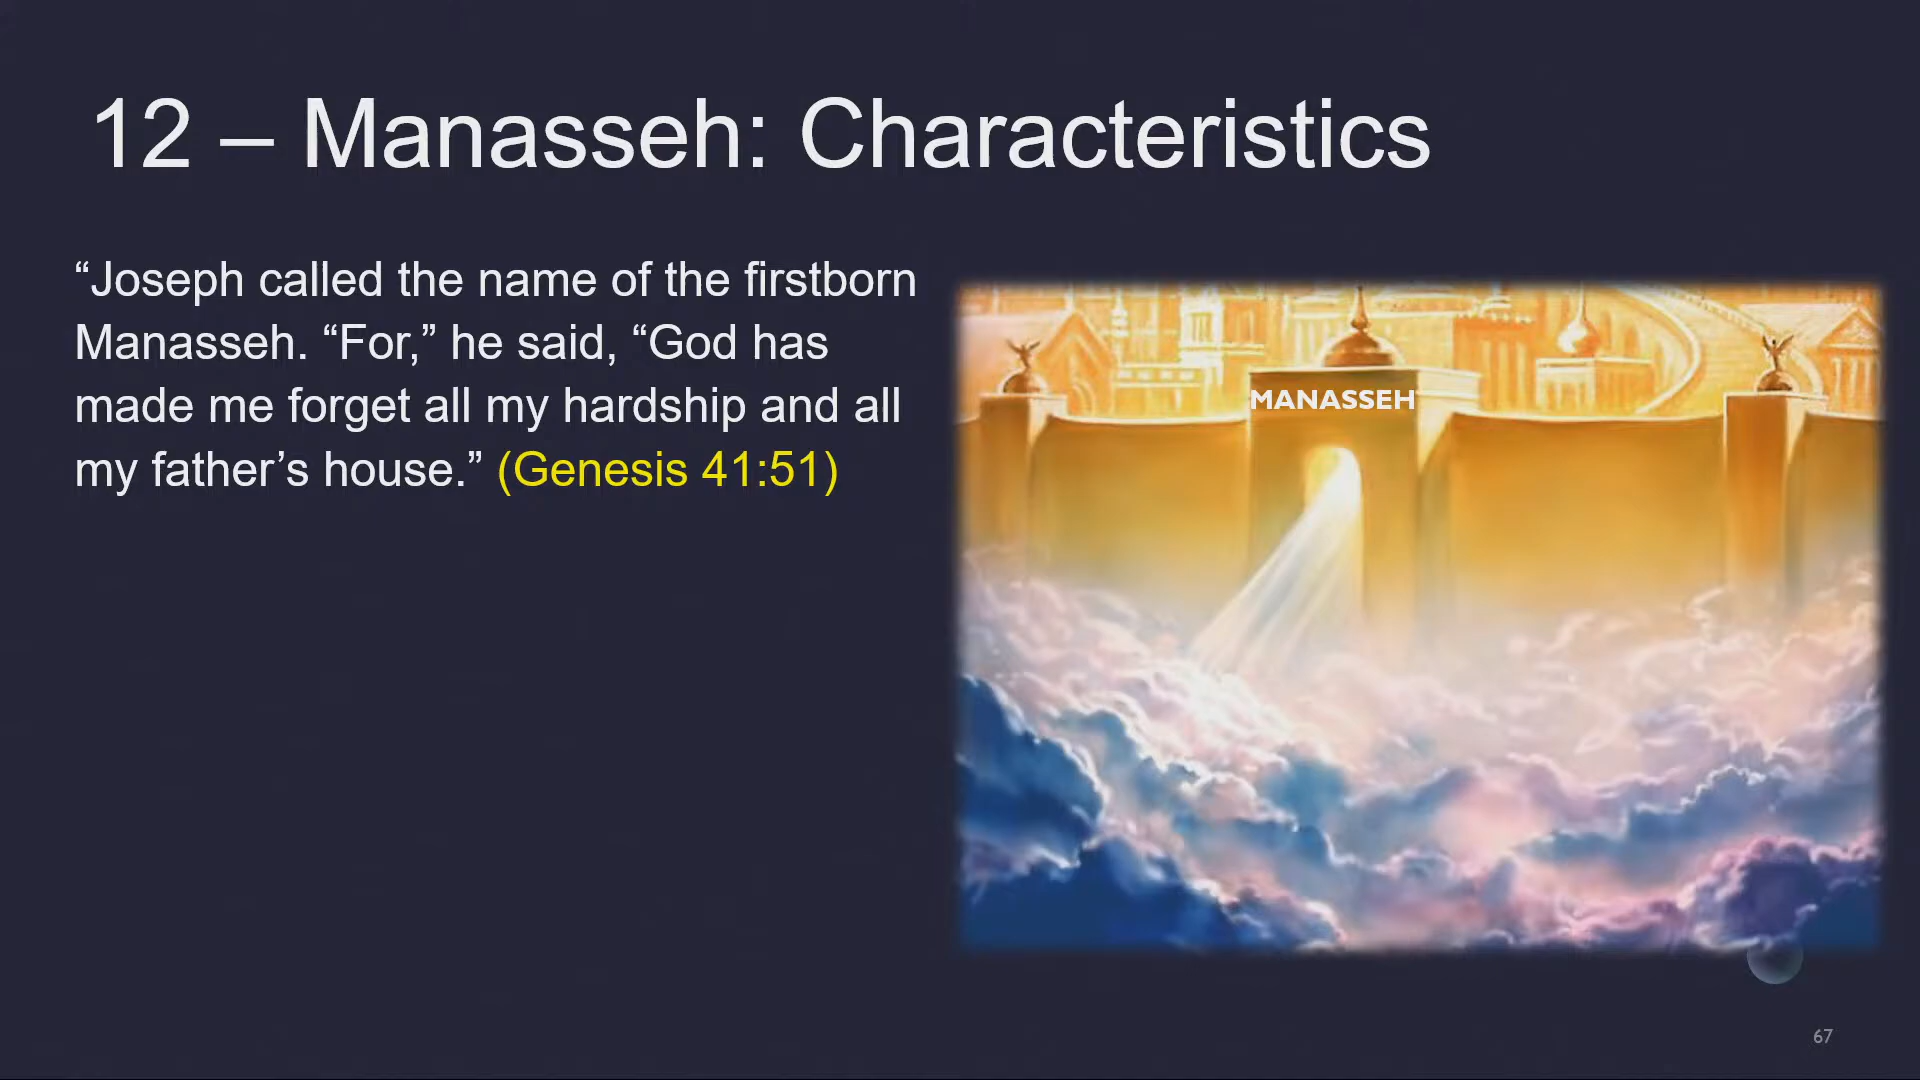 12 – Manasseh: Characteristics
“Joseph called the name of the firstborn
Manasseh. “For,” he said, “God has
made me forget all my hardship and all
my father’s house.” (Genesis 41:51)
MANASSEH
67